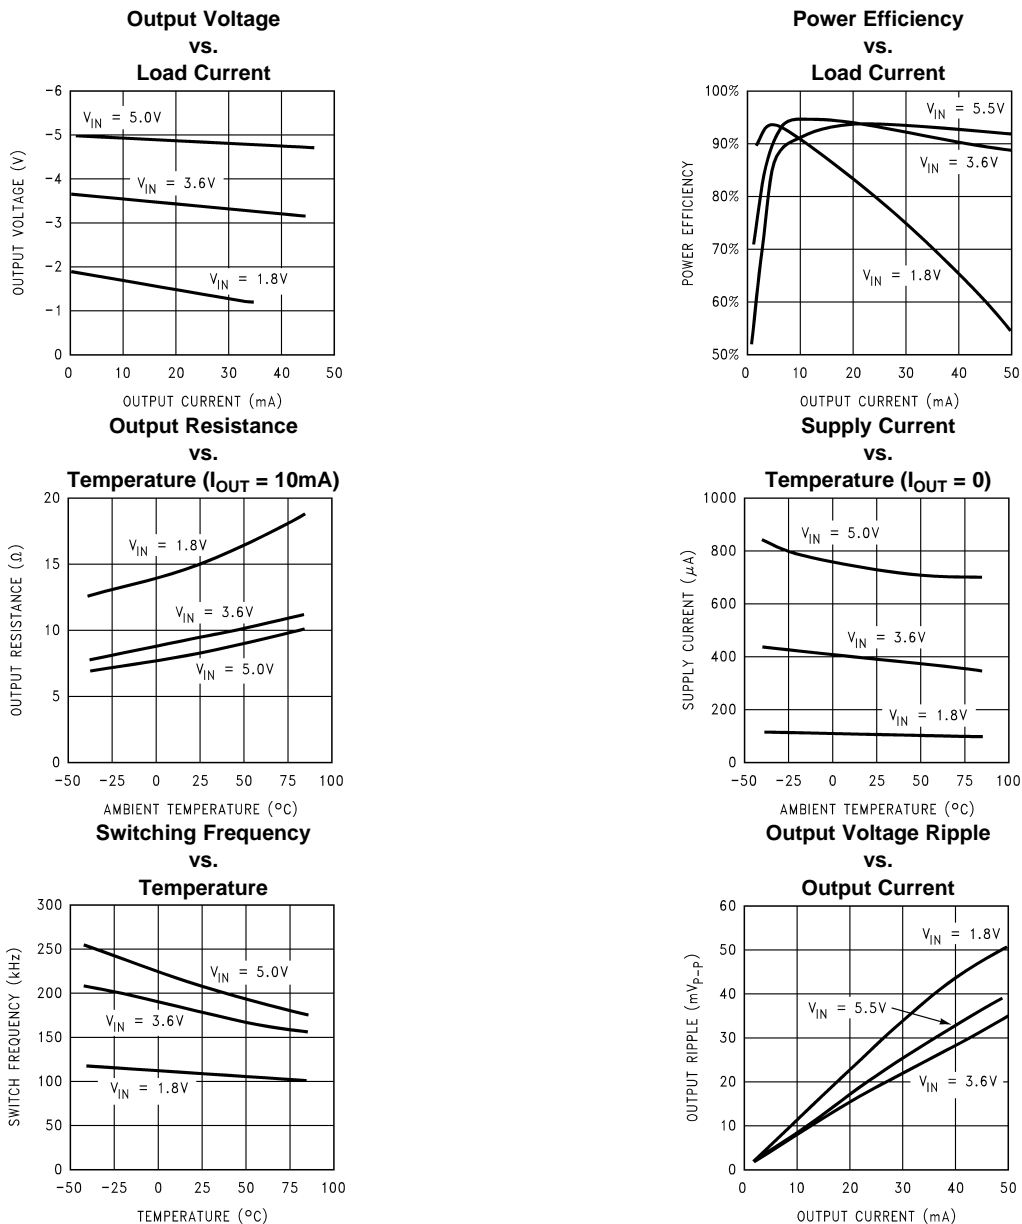 Output Voltage
vs.
Load Current
-6
-5
-4
-3
-2
-1
0
OUTPUT VOLTAGE (V)
V_IN = 5.0V
V_IN = 3.6V
V_IN = 1.8V
0 10 20 30 40 50
OUTPUT CURRENT (mA)
Power Efficiency
vs.
Load Current
100%
90%
80%
70%
60%
50%
POWER EFFICIENCY
V_IN = 5.5V
V_IN = 3.6V
V_IN = 1.8V
0 10 20 30 40 50
OUTPUT CURRENT (mA)
Output Resistance
vs.
Temperature (I_OUT = 10mA)
20
15
10
5
0
OUTPUT RESISTANCE (Ω)
V_IN = 1.8V
V_IN = 3.6V
V_IN = 5.0V
-50 -25 0 25 50 75 100
AMBIENT TEMPERATURE (°C)
Supply Current
vs.
Temperature (I_OUT = 0)
1000
800
600
400
200
0
SUPPLY CURRENT (μA)
V_IN = 5.0V
V_IN = 3.6V
V_IN = 1.8V
-50 -25 0 25 50 75 100
AMBIENT TEMPERATURE (°C)
Switching Frequency
vs.
Temperature
300
250
200
150
100
50
0
SWITCH FREQUENCY (kHz)
V_IN = 5.0V
V_IN = 3.6V
V_IN = 1.8V
-50 -25 0 25 50 75 100
TEMPERATURE (°C)
Output Voltage Ripple
vs.
Output Current
60
50
40
30
20
10
0
OUTPUT RIPPLE (mV_P-P)
V_IN = 1.8V
V_IN = 5.5V
V_IN = 3.6V
0 10 20 30 40 50
OUTPUT CURRENT (mA)